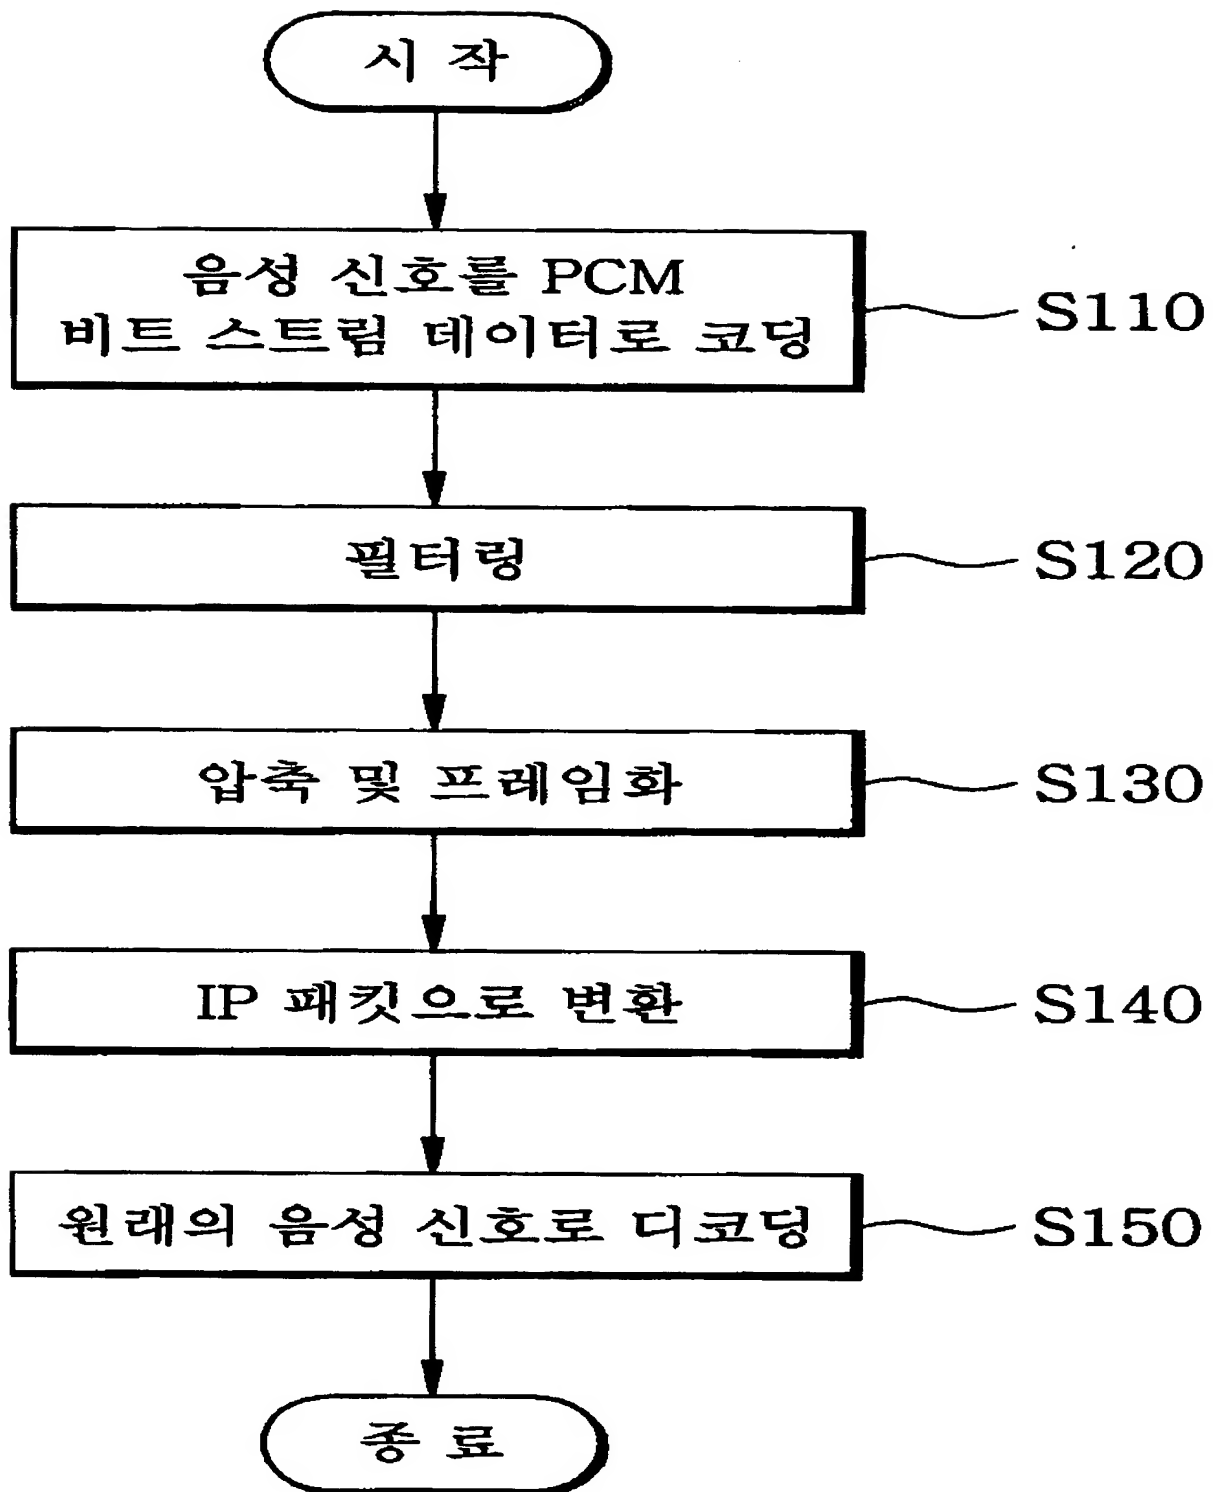 시 작
음성 신호를 PCM
비트 스트림 데이터로 코딩
S110
필터링
S120
압축 및 프레임화
S130
IP 패킷으로 변환
S140
원래의 음성 신호로 디코딩
S150
종 료